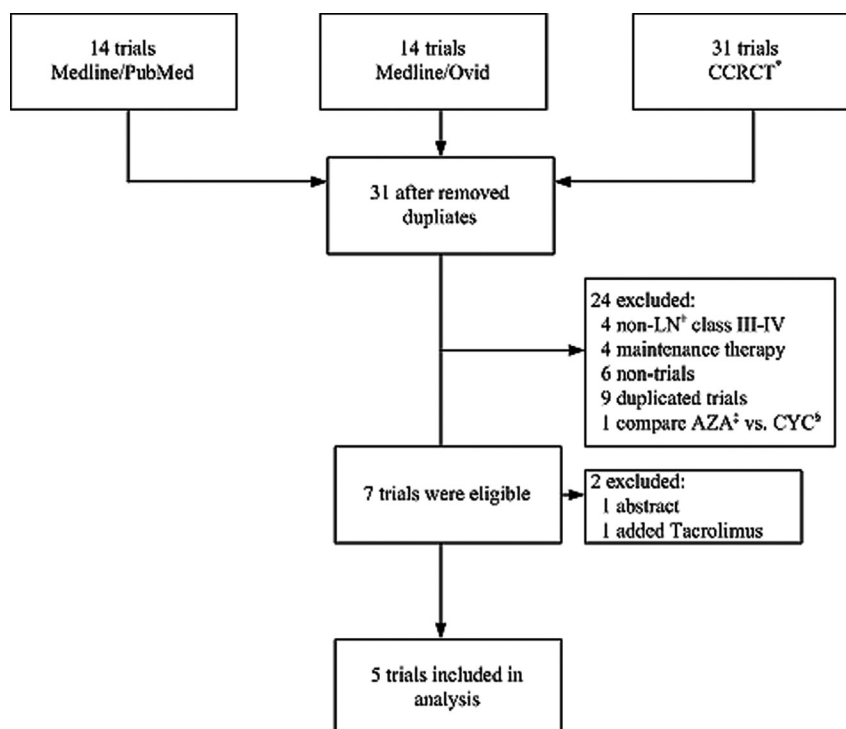 14 trials
Medline/PubMed
14 trials
Medline/Ovid
31 trials
CCRCT*
31 after removed
dupliates
24 excluded:
4 non-LN† class III-IV
4 maintenance therapy
6 non-trials
9 duplicated trials
1 compare AZA‡ vs. CYC§
7 trials were eligible
2 excluded:
1 abstract
1 added Tacrolimus
5 trials included in
analysis